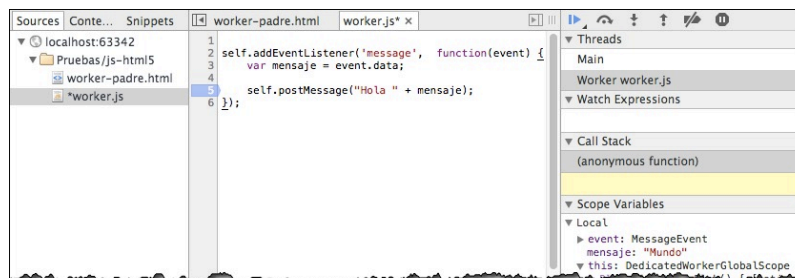 Sources Conte... Snippets
worker-padre.html worker.js* ×
localhost:63342
Pruebas/js-html5
worker-padre.html
*worker.js
1
2 self.addEventListener('message', function(event) {
3 var mensaje = event.data;
4
5 self.postMessage("Hola " + mensaje);
6 });
Threads
Main
Worker worker.js
Watch Expressions
Call Stack
(anonymous function)
Scope Variables
Local
event: MessageEvent
mensaje: "Mundo"
this: DedicatedWorkerGlobalScope